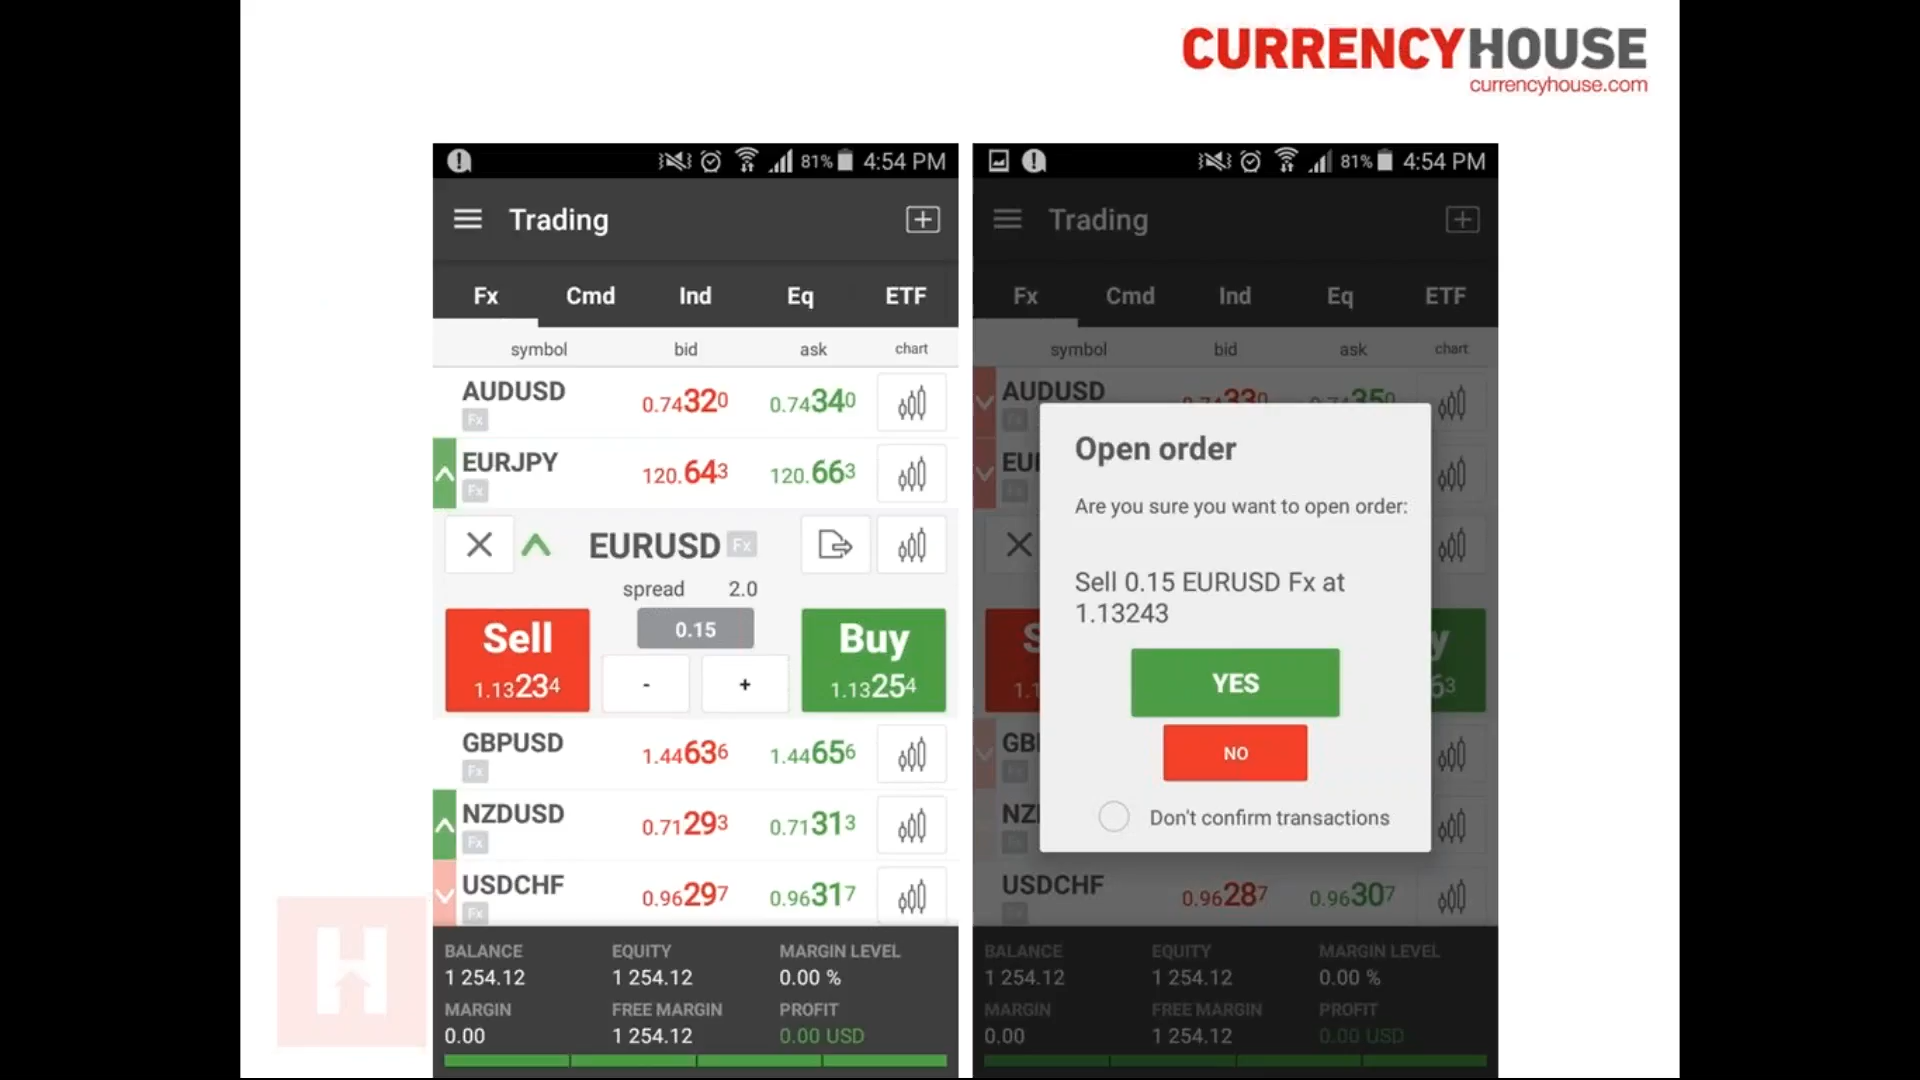 CURRENCYHOUSE
currencyhouse.com
81% 4:54 PM
Trading
Fx Cmd Ind Eq ETF
symbol bid ask chart
AUDUSD 0.74320 0.74340
Fx
EURJPY 120.643 120.663
Fx
EURUSD Fx
spread 2.0
Sell 0.15 Buy
1.13234 - + 1.13254
GBPUSD 1.44636 1.44656
Fx
NZDUSD 0.71293 0.71313
Fx
USDCHF 0.96297 0.96317
Fx
BALANCE EQUITY MARGIN LEVEL
1 254.12 1 254.12 0.00 %
MARGIN FREE MARGIN PROFIT
0.00 1 254.12 0.00 USD
81% 4:54 PM
Trading
Fx Cmd Ind Eq ETF
symbol bid ask chart
AUDUSD 0.74330 0.74350
Open order
Are you sure you want to open order:
Sell 0.15 EURUSD Fx at
1.13243
YES
NO
Don't confirm transactions
USDCHF 0.96287 0.96307
BALANCE EQUITY MARGIN LEVEL
1 254.12 1 254.12 0.00 %
MARGIN FREE MARGIN PROFIT
0.00 1 254.12 0.00 USD
H